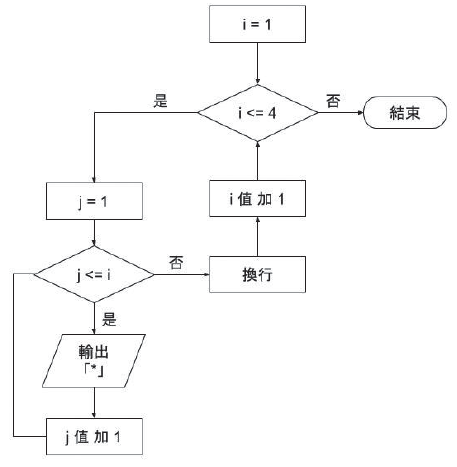 i = 1
是
i <= 4
否
結束
j = 1
i 值 加 1
j <= i
否
換行
是
輸出
「*」
j 值 加 1